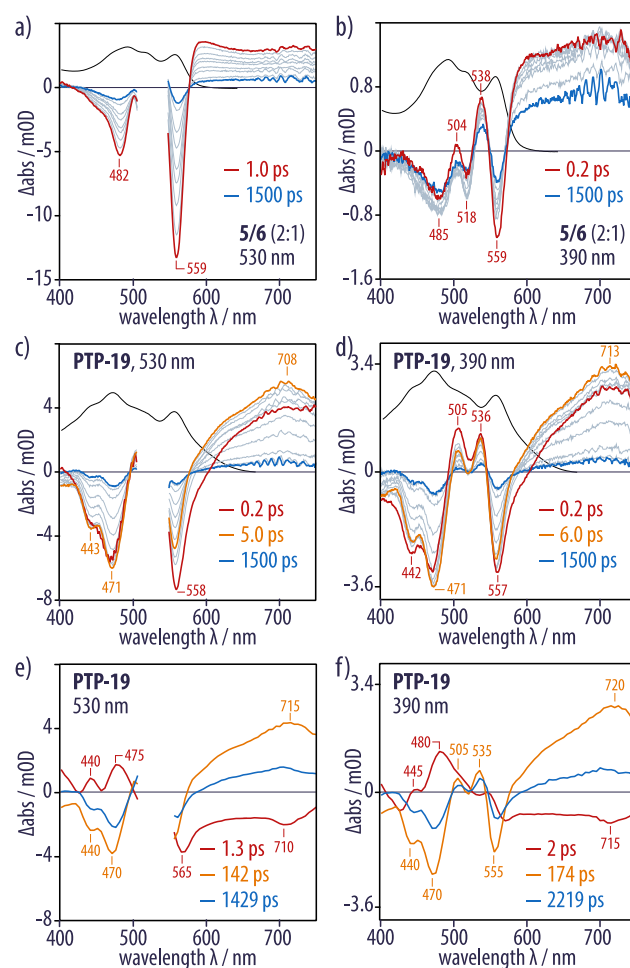 a)
0
-5
-10
-15
Δabs / mOD
482
559
1.0 ps
1500 ps
5/6 (2:1)
530 nm
400 500 600 700
wavelength λ / nm
b)
0.8
0
-0.8
-1.6
Δabs / mOD
504
538
485
518
559
0.2 ps
1500 ps
5/6 (2:1)
390 nm
400 500 600 700
wavelength λ / nm
c) PTP-19, 530 nm
4
0
-4
-8
Δabs / mOD
708
443
471
558
0.2 ps
5.0 ps
1500 ps
400 500 600 700
wavelength λ / nm
d) PTP-19, 390 nm
3.4
0
-3.6
Δabs / mOD
505
536
713
442
471
557
0.2 ps
6.0 ps
1500 ps
400 500 600 700
wavelength λ / nm
e) PTP-19
530 nm
4
0
-4
-8
Δabs / mOD
715
440
475
440
470
565
710
1.3 ps
142 ps
1429 ps
400 500 600 700
wavelength λ / nm
f) PTP-19
390 nm
3.4
0
-3.6
Δabs / mOD
720
480
505
535
445
440
470
555
715
2 ps
174 ps
2219 ps
400 500 600 700
wavelength λ / nm